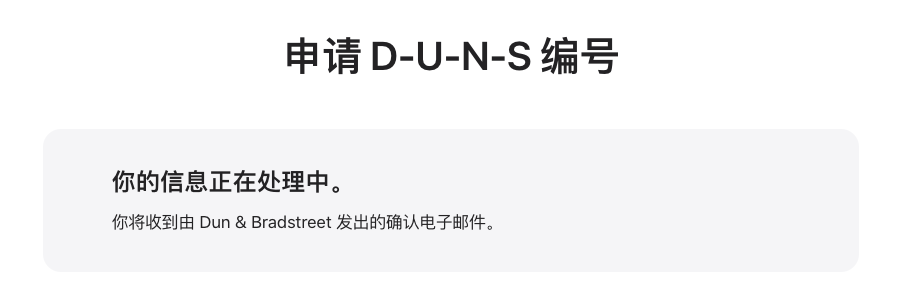 申请 D-U-N-S 编号
你的信息正在处理中。
你将收到由 Dun & Bradstreet 发出的确认电子邮件。